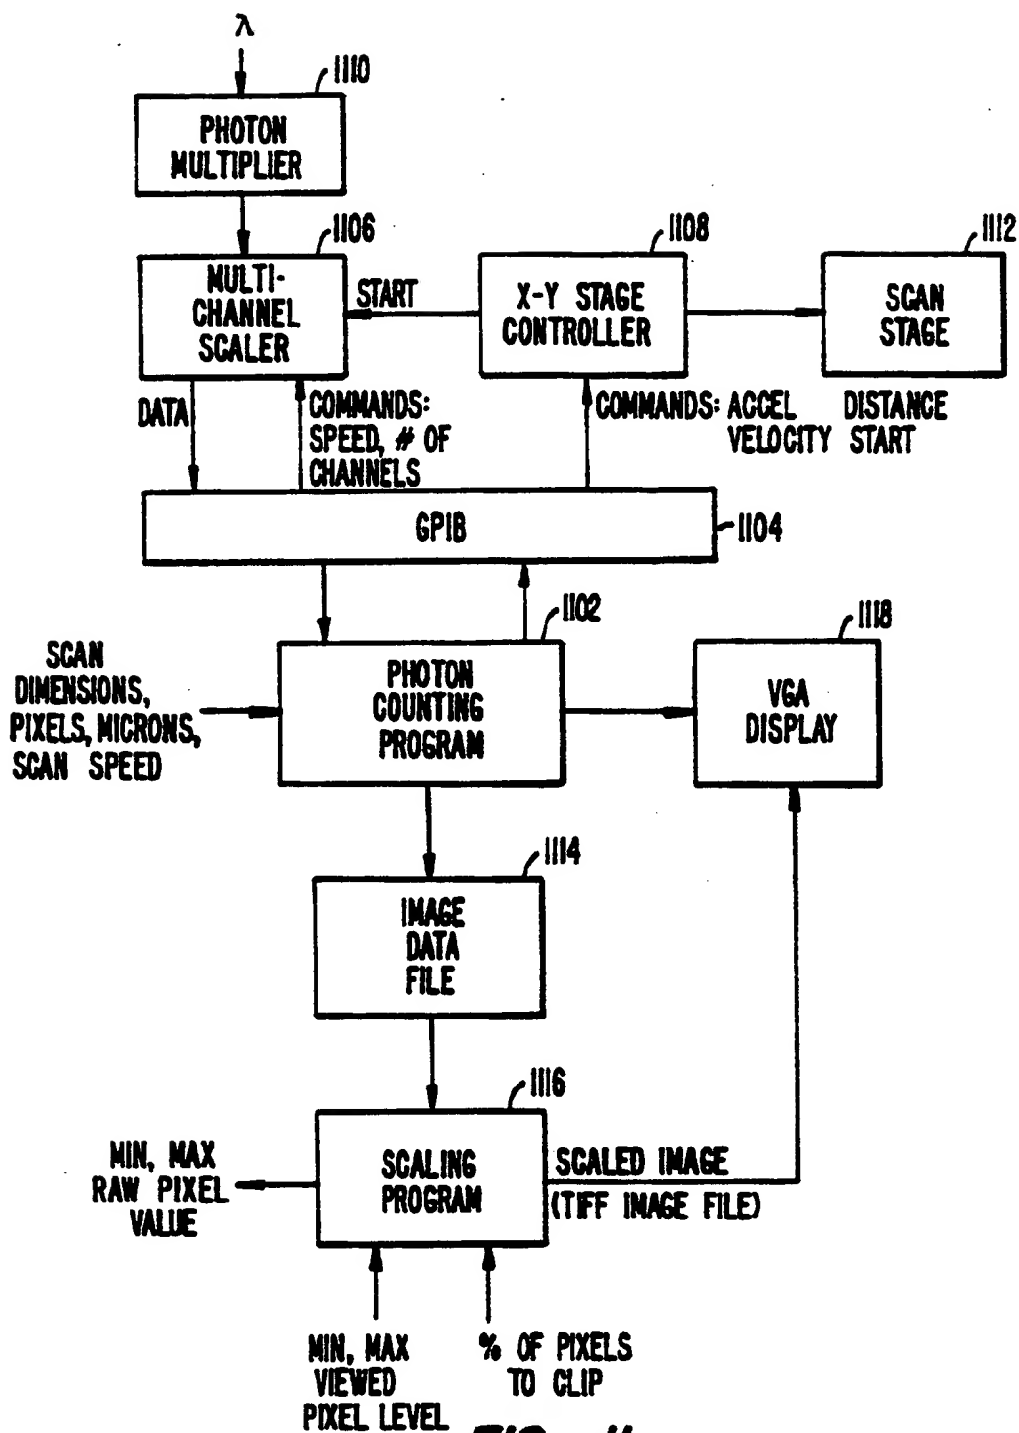 λ
1110
PHOTON
MULTIPLIER
1106
MULTI-
CHANNEL
SCALER
START
1108
X-Y STAGE
CONTROLLER
1112
SCAN
STAGE
DATA
COMMANDS:
SPEED, # OF
CHANNELS
COMMANDS: ACCEL DISTANCE
VELOCITY START
GPIB
1104
1102
SCAN
DIMENSIONS,
PIXELS, MICRONS,
SCAN SPEED
PHOTON
COUNTING
PROGRAM
1118
VGA
DISPLAY
1114
IMAGE
DATA
FILE
1116
MIN, MAX
RAW PIXEL
VALUE
SCALING
PROGRAM
SCALED IMAGE
(TIFF IMAGE FILE)
MIN, MAX
VIEWED
PIXEL LEVEL
% OF PIXELS
TO CLIP